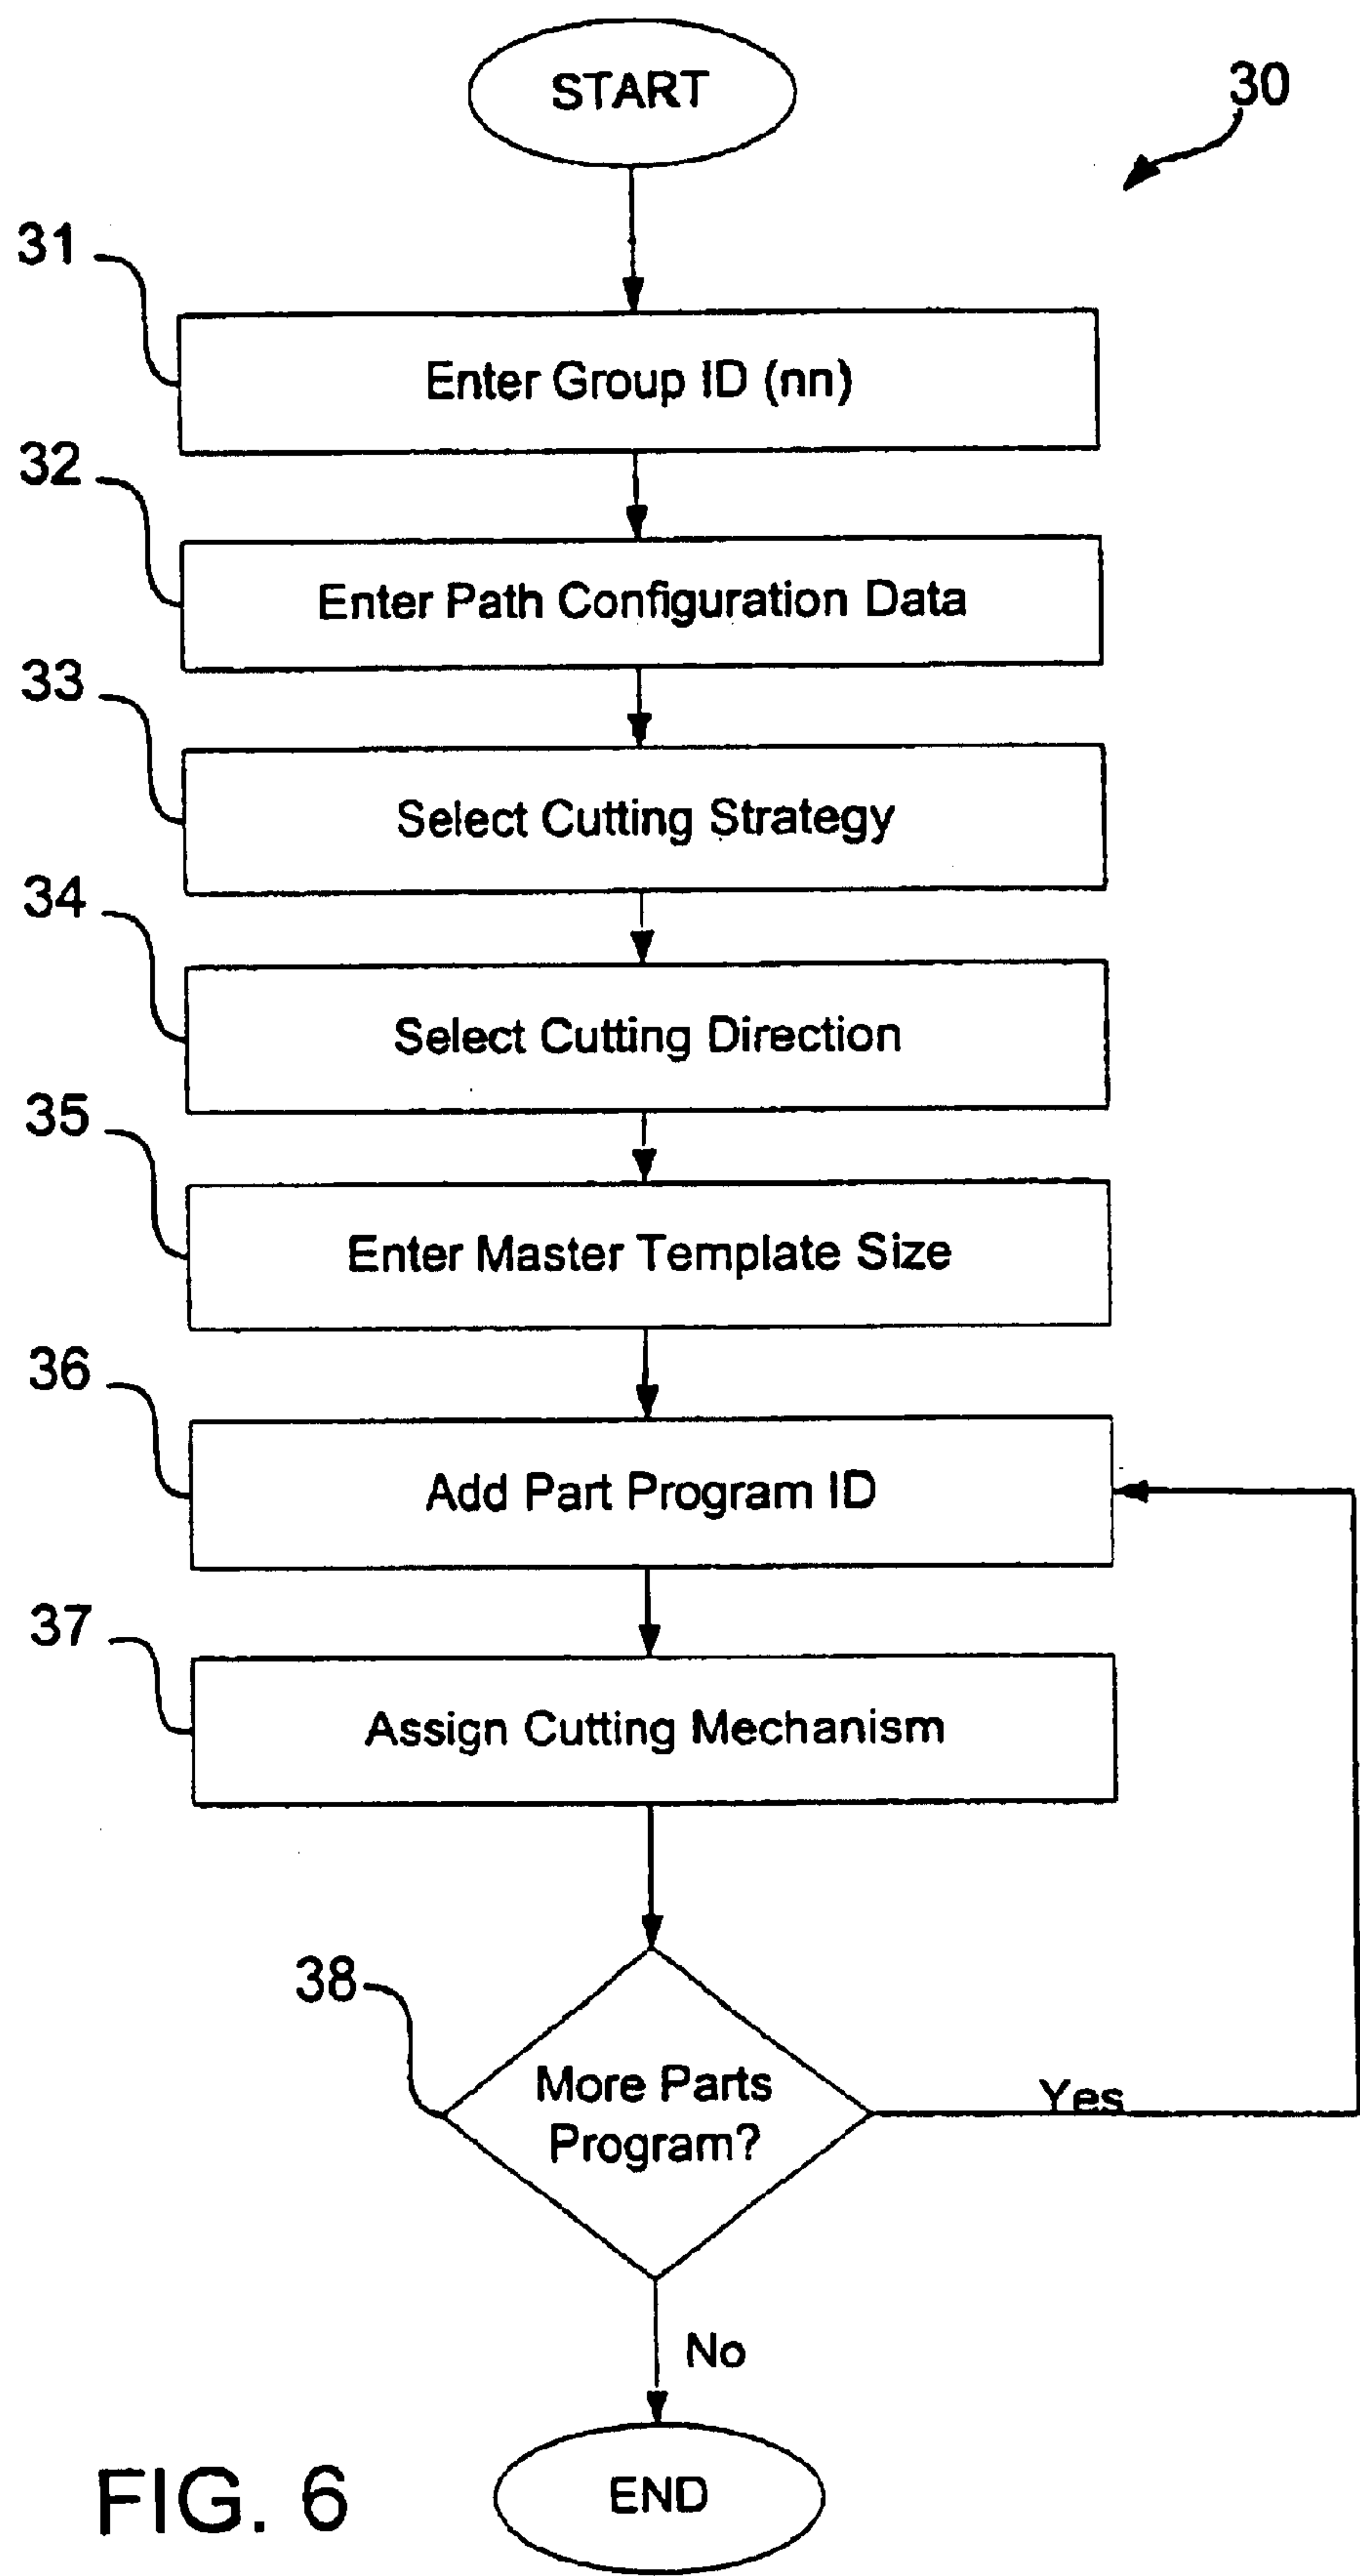 START
30
31
Enter Group ID (nn)
32
Enter Path Configuration Data
33
Select Cutting Strategy
34
Select Cutting Direction
35
Enter Master Template Size
36
Add Part Program ID
37
Assign Cutting Mechanism
38
More Parts
Program?
Yes
No
END
FIG. 6